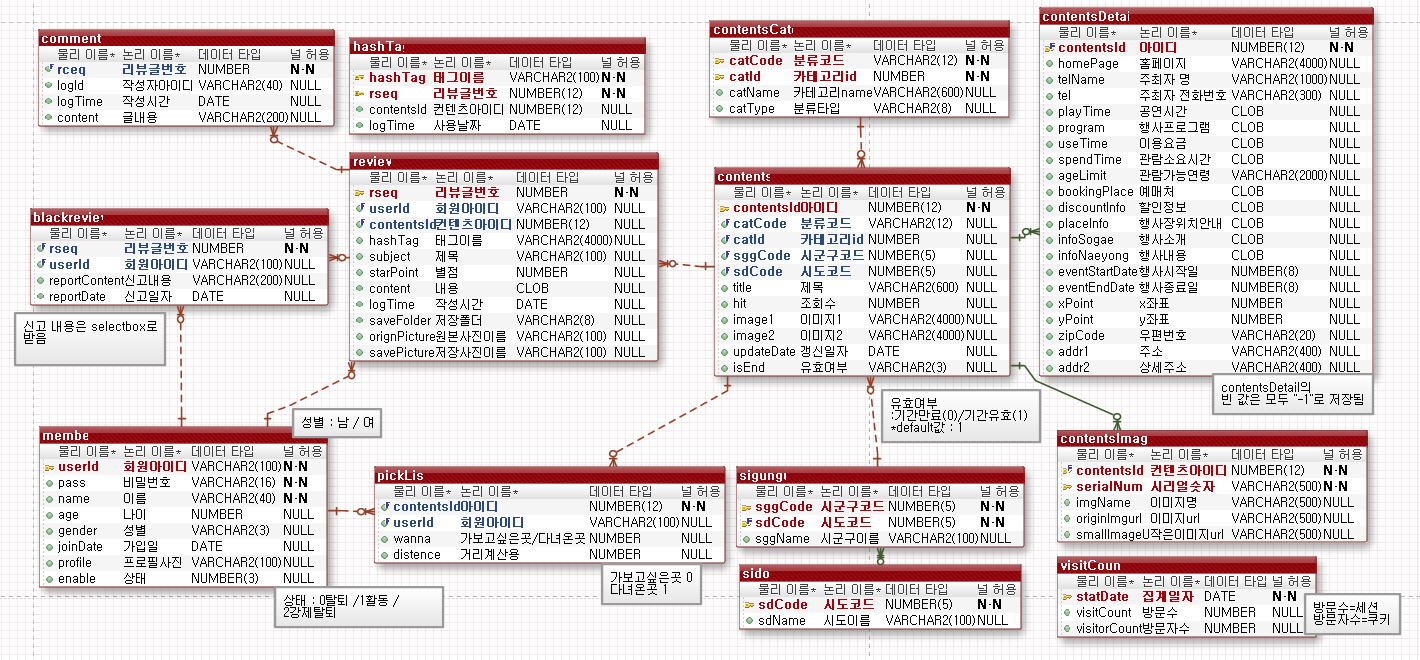 comment
물리 이름* 논리 이름* 데이터 타입 널 허용
rceq 리뷰글번호 NUMBER N-N
logId 작성자아이디 VARCHAR2(40) NULL
logTime 작성시간 DATE NULL
content 글내용 VARCHAR2(200) NULL
hashTa
물리 이름* 논리 이름* 데이터 타입 널 허용
hashTag 태그이름 VARCHAR2(100) N-N
rseq 리뷰글번호 NUMBER(12) N-N
contentsId 컨텐츠아이디 NUMBER(12) NULL
logTime 사용날짜 DATE NULL
contentsCat
물리 이름* 논리 이름* 데이터 타입 널 허용
catCode 분류코드 VARCHAR2(12) N-N
catId 카테고리id NUMBER N-N
catName 카테고리name VARCHAR2(600) NULL
catType 분류타입 VARCHAR2(8) NULL
contentsDetai
물리 이름* 논리 이름* 데이터 타입 널 허용
contentsId 아이디 NUMBER(12) N-N
homePage 홈페이지 VARCHAR2(4000) NULL
telName 주최자 명 VARCHAR2(1000) NULL
tel 주최자 전화번호 VARCHAR2(300) NULL
playTime 공연시간 CLOB NULL
program 행사프로그램 CLOB NULL
useTime 이용요금 CLOB NULL
spendTime 관람소요시간 CLOB NULL
ageLimit 관람가능연령 VARCHAR2(2000) NULL
bookingPlace 예매처 CLOB NULL
discountInfo 할인정보 CLOB NULL
placeInfo 행사장위치안내 CLOB NULL
infoSogae 행사소개 CLOB NULL
infoNaeyong 행사내용 CLOB NULL
eventStartDate 행사시작일 NUMBER(8) NULL
eventEndDate 행사종료일 NUMBER(8) NULL
xPoint x좌표 NUMBER NULL
yPoint y좌표 NUMBER NULL
zipCode 우편번호 VARCHAR2(20) NULL
addr1 주소 VARCHAR2(400) NULL
addr2 상세주소 VARCHAR2(400) NULL
contentsDetail의
빈 값은 모두 "-1"로 저장됨
review
물리 이름* 논리 이름* 데이터 타입 널 허용
rseq 리뷰글번호 NUMBER N-N
userId 회원아이디 VARCHAR2(100) NULL
contentsId 컨텐츠아이디 NUMBER(12) NULL
hashTag 태그이름 VARCHAR2(4000) NULL
subject 제목 VARCHAR2(100) NULL
starPoint 별점 NUMBER NULL
content 내용 CLOB NULL
logTime 작성시간 DATE NULL
saveFolder 저장폴더 VARCHAR2(8) NULL
orignPicture 원본사진이름 VARCHAR2(100) NULL
savePicture 저장사진이름 VARCHAR2(100) NULL
contents
물리 이름* 논리 이름* 데이터 타입 널 허용
contentsId 아이디 NUMBER(12) N-N
catCode 분류코드 VARCHAR2(12) NULL
catId 카테고리id NUMBER NULL
sggCode 시군구코드 NUMBER(5) NULL
sdCode 시도코드 NUMBER(5) NULL
title 제목 VARCHAR2(600) NULL
hit 조회수 NUMBER NULL
image1 이미지1 VARCHAR2(4000) NULL
image2 이미지2 VARCHAR2(4000) NULL
updateDate 갱신일자 DATE NULL
isEnd 유효여부 VARCHAR2(3) NULL
유효여부
:기간만료(0)/기간유효(1)
*default값 : 1
blackreview
물리 이름* 논리 이름* 데이터 타입 널 허용
rseq 리뷰글번호 NUMBER N-N
userId 회원아이디 VARCHAR2(100) NULL
reportContent 신고내용 VARCHAR2(200) NULL
reportDate 신고일자 DATE NULL
신고 내용은 selectbox로
받음
성별 : 남 / 여
membe
물리 이름* 논리 이름* 데이터 타입 널 허용
userId 회원아이디 VARCHAR2(100) N-N
pass 비밀번호 VARCHAR2(16) N-N
name 이름 VARCHAR2(40) N-N
age 나이 NUMBER NULL
gender 성별 VARCHAR2(3) NULL
joinDate 가입일 DATE NULL
profile 프로필사진 VARCHAR2(100) NULL
enable 상태 NUMBER(3) NULL
상태 : 0탈퇴 /1활동 /
2강제탈퇴
pickLis
물리 이름* 논리 이름* 데이터 타입 널 허용
contentsId 아이디 NUMBER(12) N-N
userId 회원아이디 VARCHAR2(100) NULL
wanna 가보고싶은곳/다녀온곳 NUMBER NULL
distence 거리계산용 NUMBER NULL
가보고싶은곳 0
다녀온곳 1
sigungu
물리 이름* 논리 이름* 데이터 타입 널 허용
sggCode 시군구코드 NUMBER(5) N-N
sdCode 시도코드 NUMBER(5) N-N
sggName 시군구이름 VARCHAR2(100) NULL
sido
물리 이름* 논리 이름* 데이터 타입 널 허용
sdCode 시도코드 NUMBER(5) N-N
sdName 시도이름 VARCHAR2(100) NULL
contentsImag
물리 이름* 논리 이름* 데이터 타입 널 허용
contentsId 컨텐츠아이디 NUMBER(12) N-N
serialNum 시리얼숫자 VARCHAR2(500) N-N
imgName 이미지명 VARCHAR2(500) NULL
originImgurl 이미지url VARCHAR2(500) NULL
smallImageU 작은이미지url VARCHAR2(500) NULL
visitCoun
물리 이름* 논리 이름* 데이터 타입 널 허용
statDate 집계일자 DATE N-N
visitCount 방문수 NUMBER NULL
visitorCount 방문자수 NUMBER NULL
방문수=세션
방문자수=쿠키